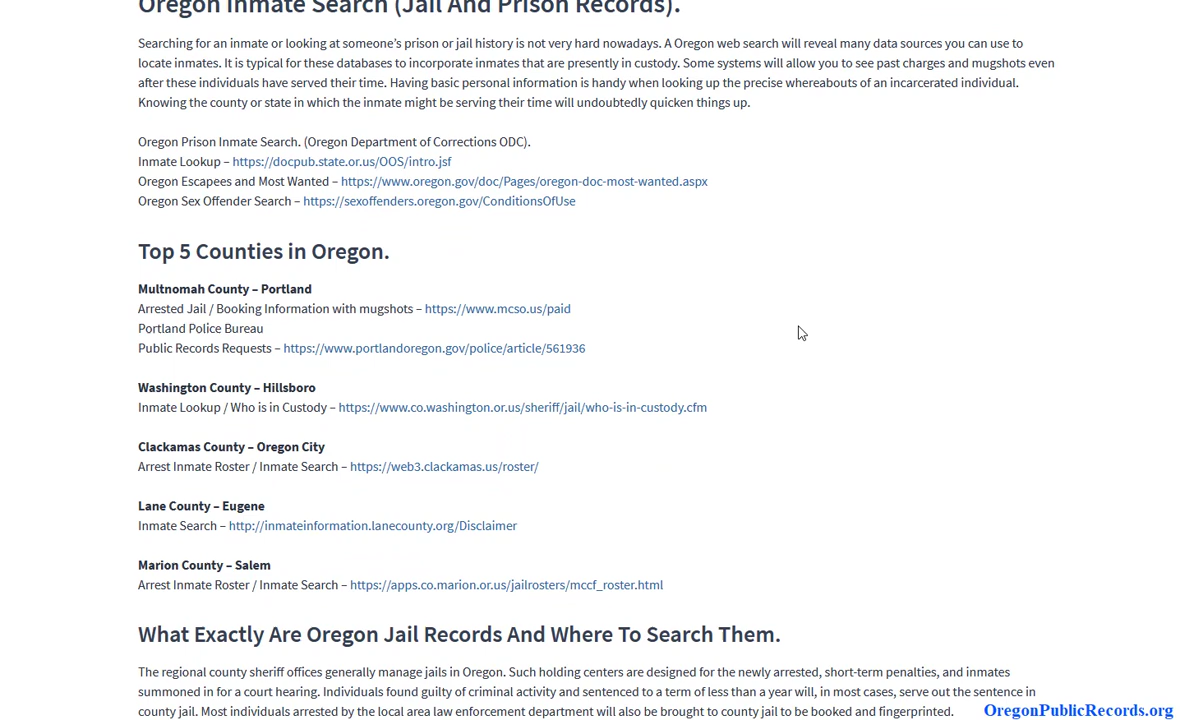 Oregon Inmate Search (Jail And Prison Records).
Searching for an inmate or looking at someone's prison or jail history is not very hard nowadays. A Oregon web search will reveal many data sources you can use to
locate inmates. It is typical for these databases to incorporate inmates that are presently in custody. Some systems will allow you to see past charges and mugshots even
after these individuals have served their time. Having basic personal information is handy when looking up the precise whereabouts of an incarcerated individual.
Knowing the county or state in which the inmate might be serving their time will undoubtedly quicken things up.
Oregon Prison Inmate Search. (Oregon Department of Corrections ODC).
Inmate Lookup – https://docpub.state.or.us/OOS/intro.jsf
Oregon Escapees and Most Wanted – https://www.oregon.gov/doc/Pages/oregon-doc-most-wanted.aspx
Oregon Sex Offender Search – https://sexoffenders.oregon.gov/ConditionsOfUse
Top 5 Counties in Oregon.
Multnomah County – Portland
Arrested Jail / Booking Information with mugshots – https://www.mcso.us/paid
Portland Police Bureau
Public Records Requests – https://www.portlandoregon.gov/police/article/561936
Washington County – Hillsboro
Inmate Lookup / Who is in Custody – https://www.co.washington.or.us/sheriff/jail/who-is-in-custody.cfm
Clackamas County – Oregon City
Arrest Inmate Roster / Inmate Search – https://web3.clackamas.us/roster/
Lane County – Eugene
Inmate Search – http://inmateinformation.lanecounty.org/Disclaimer
Marion County – Salem
Arrest Inmate Roster / Inmate Search – https://apps.co.marion.or.us/jailrosters/mccf_roster.html
What Exactly Are Oregon Jail Records And Where To Search Them.
The regional county sheriff offices generally manage jails in Oregon. Such holding centers are designed for the newly arrested, short-term penalties, and inmates
summoned in for a court hearing. Individuals found guilty of criminal activity and sentenced to a term of less than a year will, in most cases, serve out the sentence in
county jail. Most individuals arrested by the local area law enforcement department will also be brought to county jail to be booked and fingerprinted.
OregonPublicRecords.org